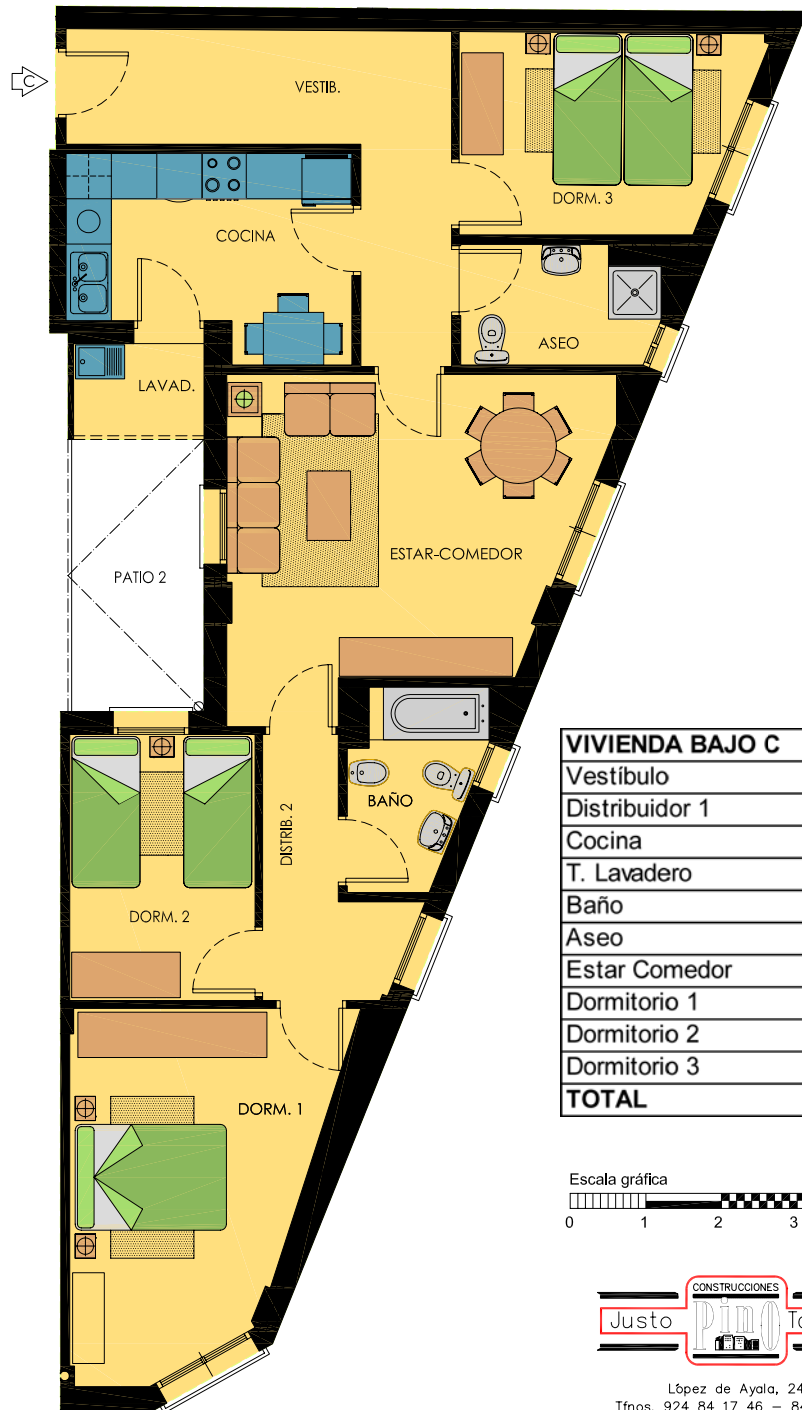 C
VESTIB.
DORM. 3
COCINA
ASEO
LAVAD.
ESTAR-COMEDOR
PATIO 2
BAÑO
DISTRIB. 2
DORM. 2
DORM. 1
VIVIENDA BAJO C
Vestíbulo
Distribuidor 1
Cocina
T. Lavadero
Baño
Aseo
Estar Comedor
Dormitorio 1
Dormitorio 2
Dormitorio 3
TOTAL
Escala gráfica
0 1 2 3
CONSTRUCCIONES
Justo Pino
López de Ayala, 24
Tfnos. 924 84 17 46 –